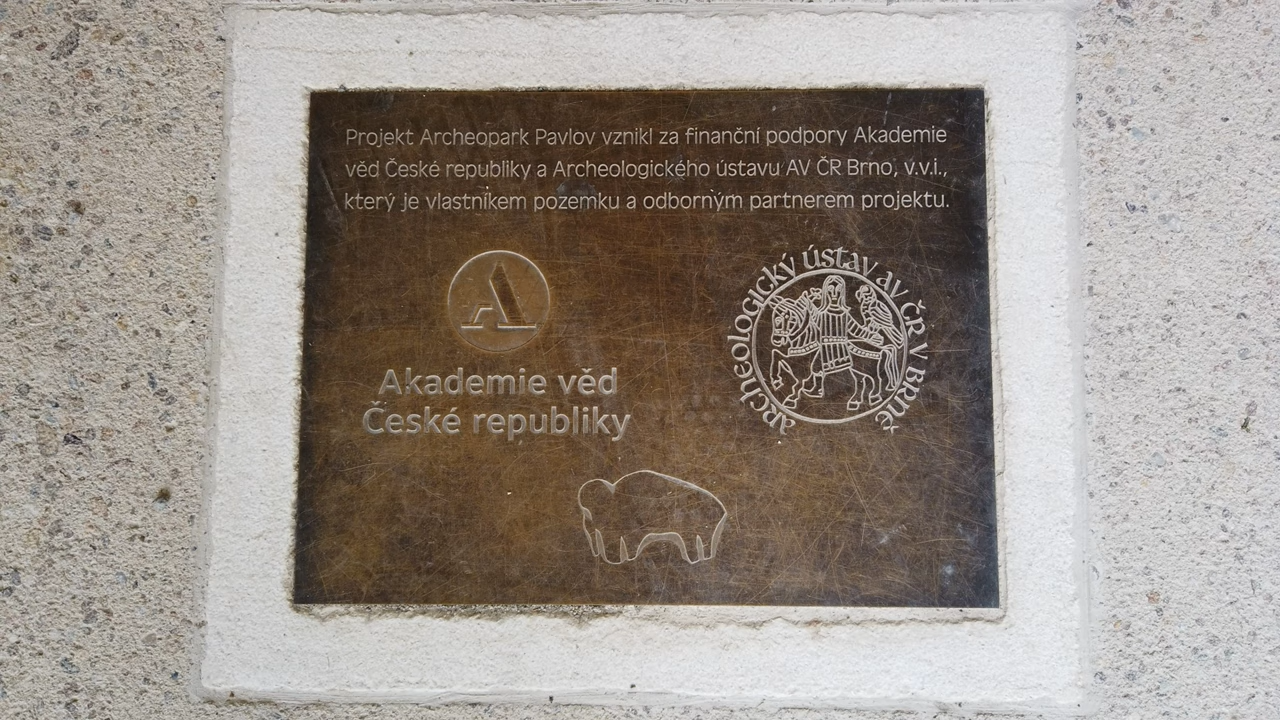 Projekt Archeopark Pavlov vznikl za finanční podpory Akademie
věd České republiky a Archeologického ústavu AV ČR Brno, v.v.i.,
který je vlastníkem pozemku a odborným partnerem projektu.
A
Akademie věd
České republiky
archeologický ústav av ČR v Brně